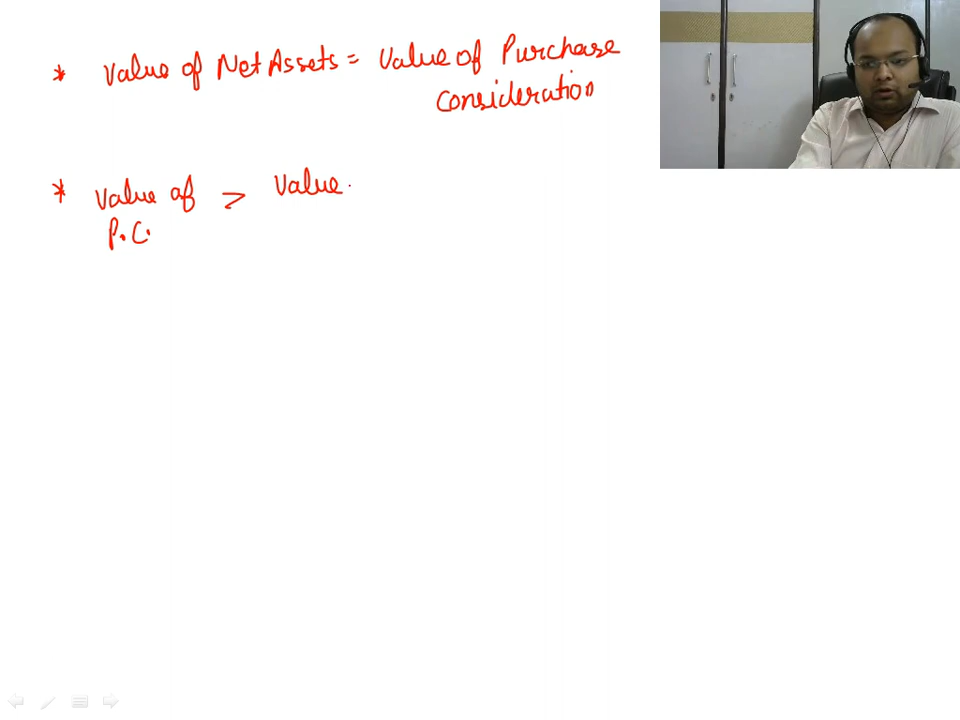 * Value of Net Assets = Value of Purchase
Consideration
* Value of > Value
P.C.